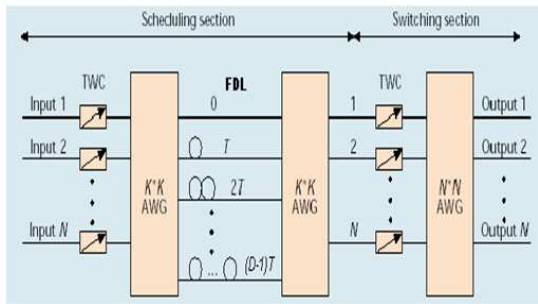 Scheduling section
Switching section
TWC
FDL
TWC
Input 1
0
1
Output 1
Input 2
T
2
Output 2
K*K
AWG
2T
K*K
AWG
N*N
AWG
Input N
N
Output N
... (D-1)T